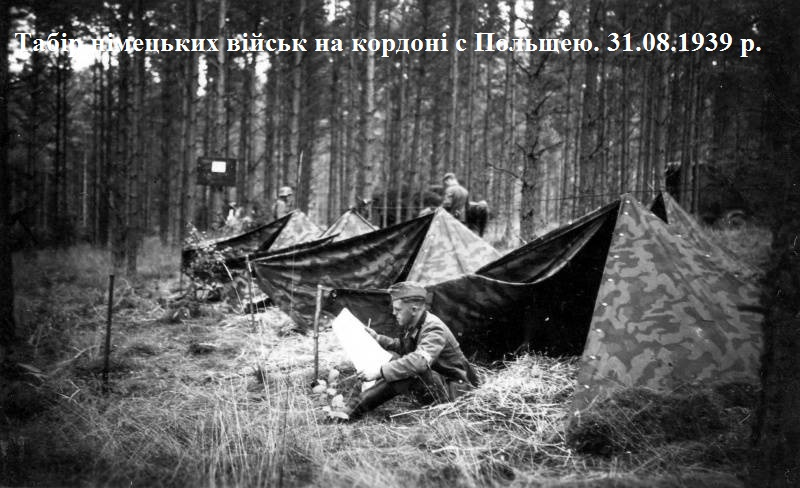 Табір німецьких військ на кордоні с Польщею. 31.08.1939 р.